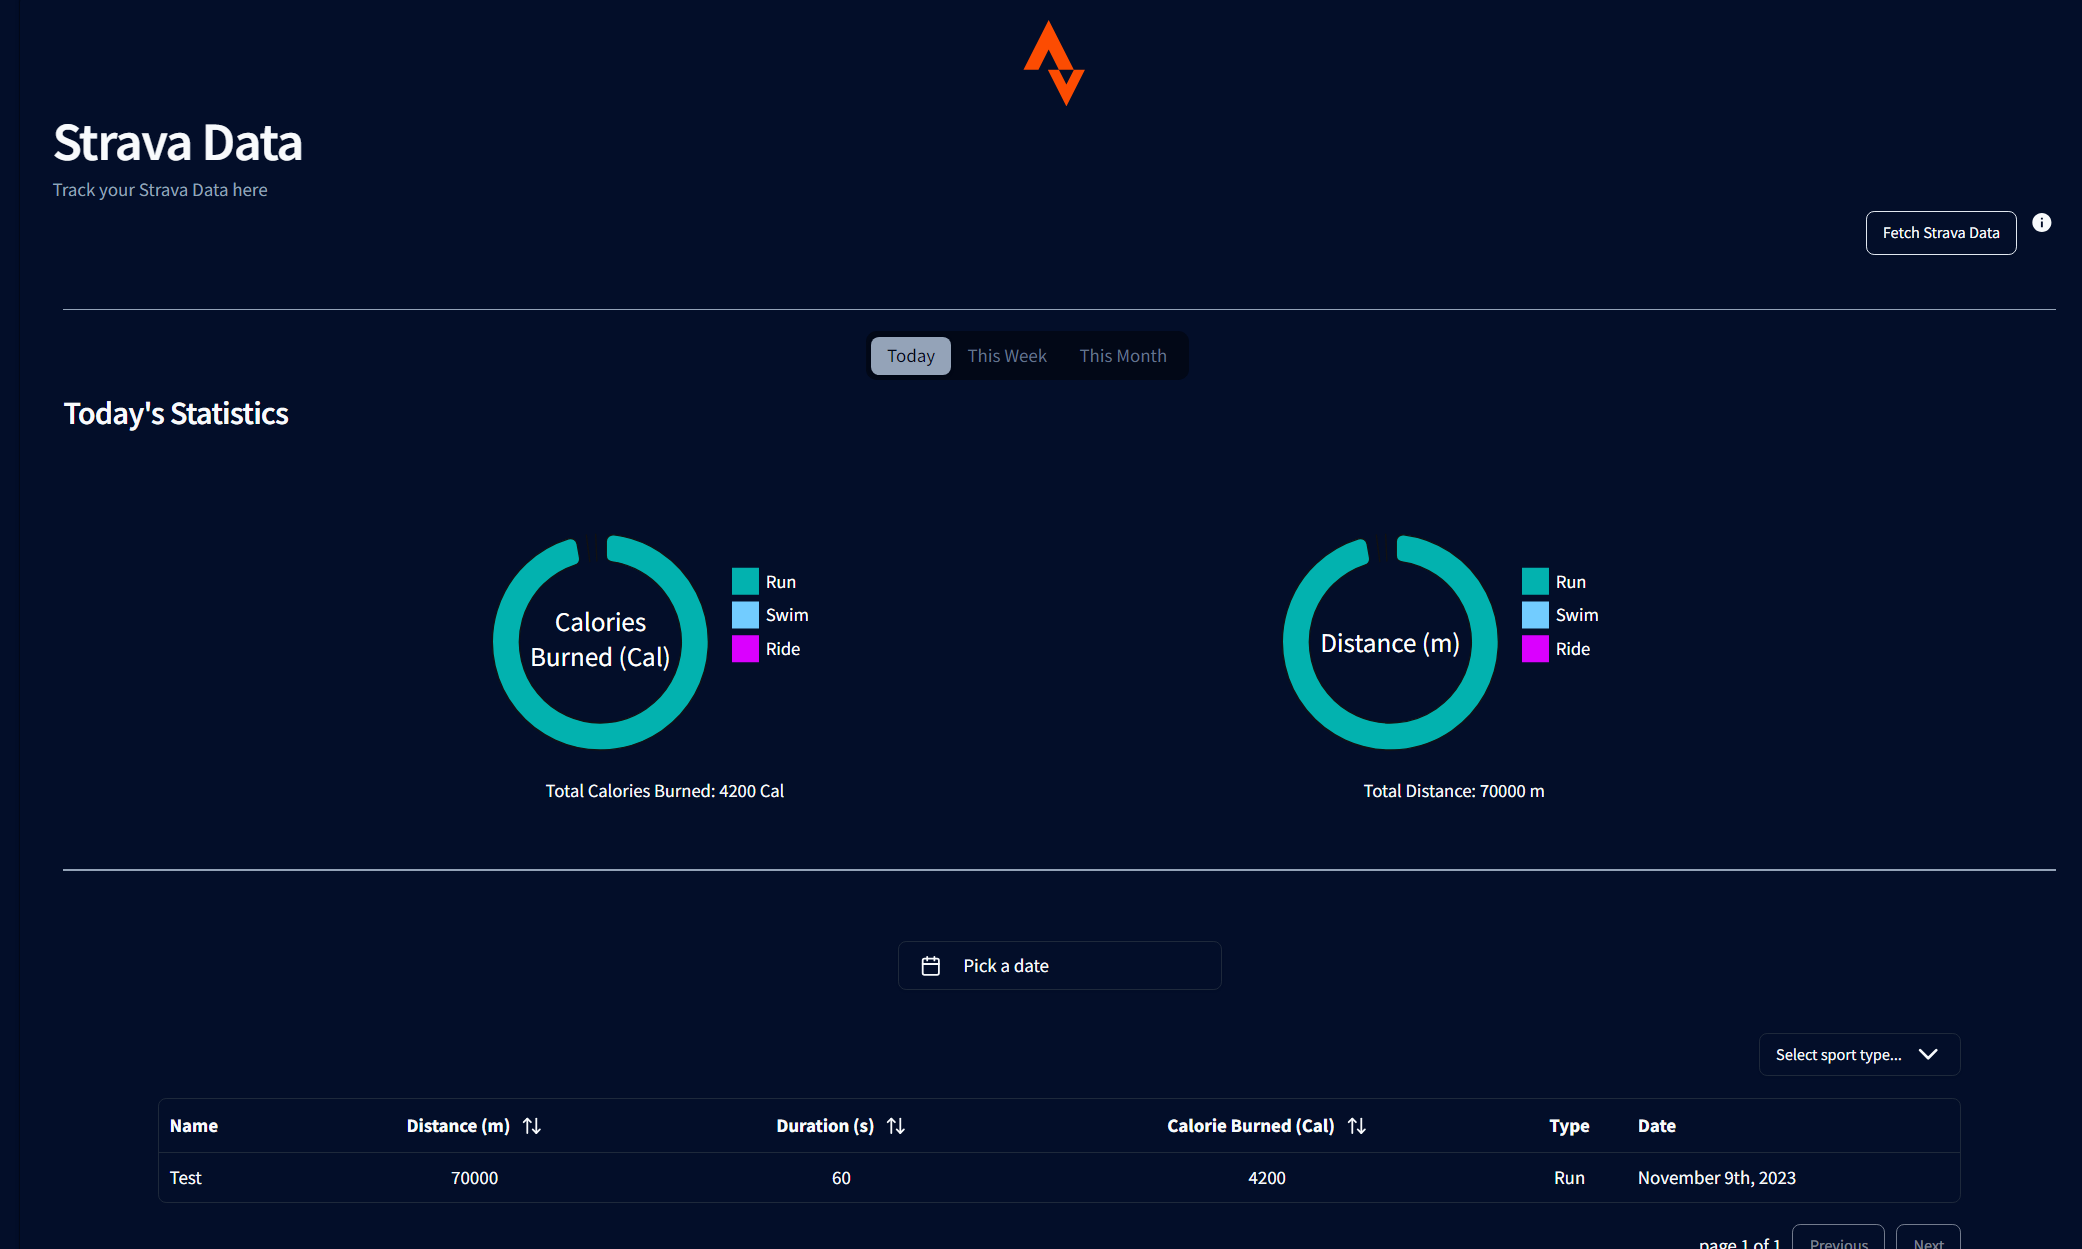 Strava Data
Track your Strava Data here
Fetch Strava Data
Today This Week This Month
Today's Statistics
Calories
Burned (Cal)
Run
Swim
Ride
Total Calories Burned: 4200 Cal
Distance (m)
Run
Swim
Ride
Total Distance: 70000 m
Pick a date
Select sport type...
Name Distance (m) Duration (s) Calorie Burned (Cal) Type Date
Test 70000 60 4200 Run November 9th, 2023
page 1 of 1 Previous Next